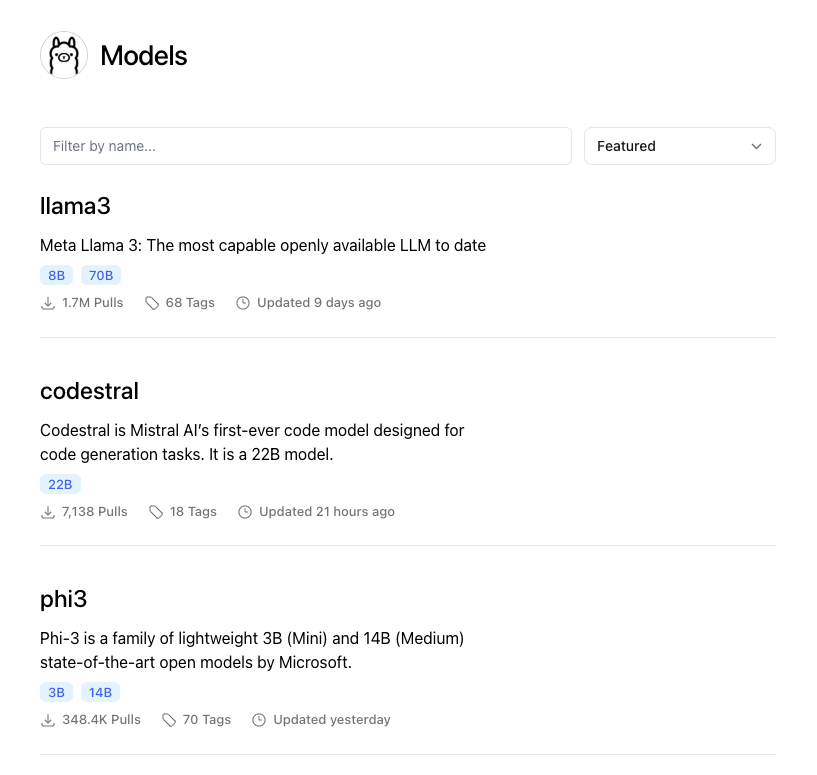 Models
Filter by name...
Featured
llama3
Meta Llama 3: The most capable openly available LLM to date
8B 70B
1.7M Pulls 68 Tags Updated 9 days ago
codestral
Codestral is Mistral AI’s first-ever code model designed for
code generation tasks. It is a 22B model.
22B
7,138 Pulls 18 Tags Updated 21 hours ago
phi3
Phi-3 is a family of lightweight 3B (Mini) and 14B (Medium)
state-of-the-art open models by Microsoft.
3B 14B
348.4K Pulls 70 Tags Updated yesterday